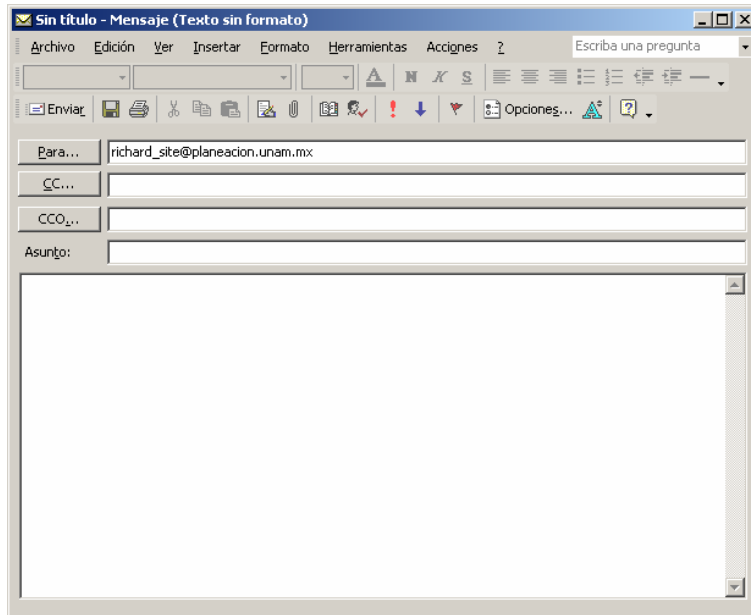 Sin título - Mensaje (Texto sin formato)
Archivo Edición Ver Insertar Formato Herramientas Acciones ? Escriba una pregunta
A N K S
Enviar Opciones...
Para... richard_site@planeacion.unam.mx
CC...
CCO...
Asunto: